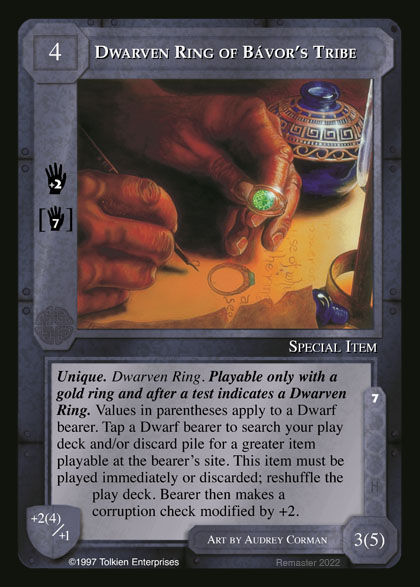 4
DWARVEN RING OF BÁVOR'S TRIBE
+2
[7]
SPECIAL ITEM
Unique. Dwarven Ring. Playable only with a
gold ring and after a test indicates a Dwarven
Ring. Values in parentheses apply to a Dwarf
bearer. Tap a Dwarf bearer to search your play
deck and/or discard pile for a greater item
playable at the bearer's site. This item must be
played immediately or discarded; reshuffle the
play deck. Bearer then makes a
corruption check modified by +2.
7
H
+2(4)/+1
ART BY AUDREY CORMAN
3(5)
©1997 Tolkien Enterprises
Remaster 2022